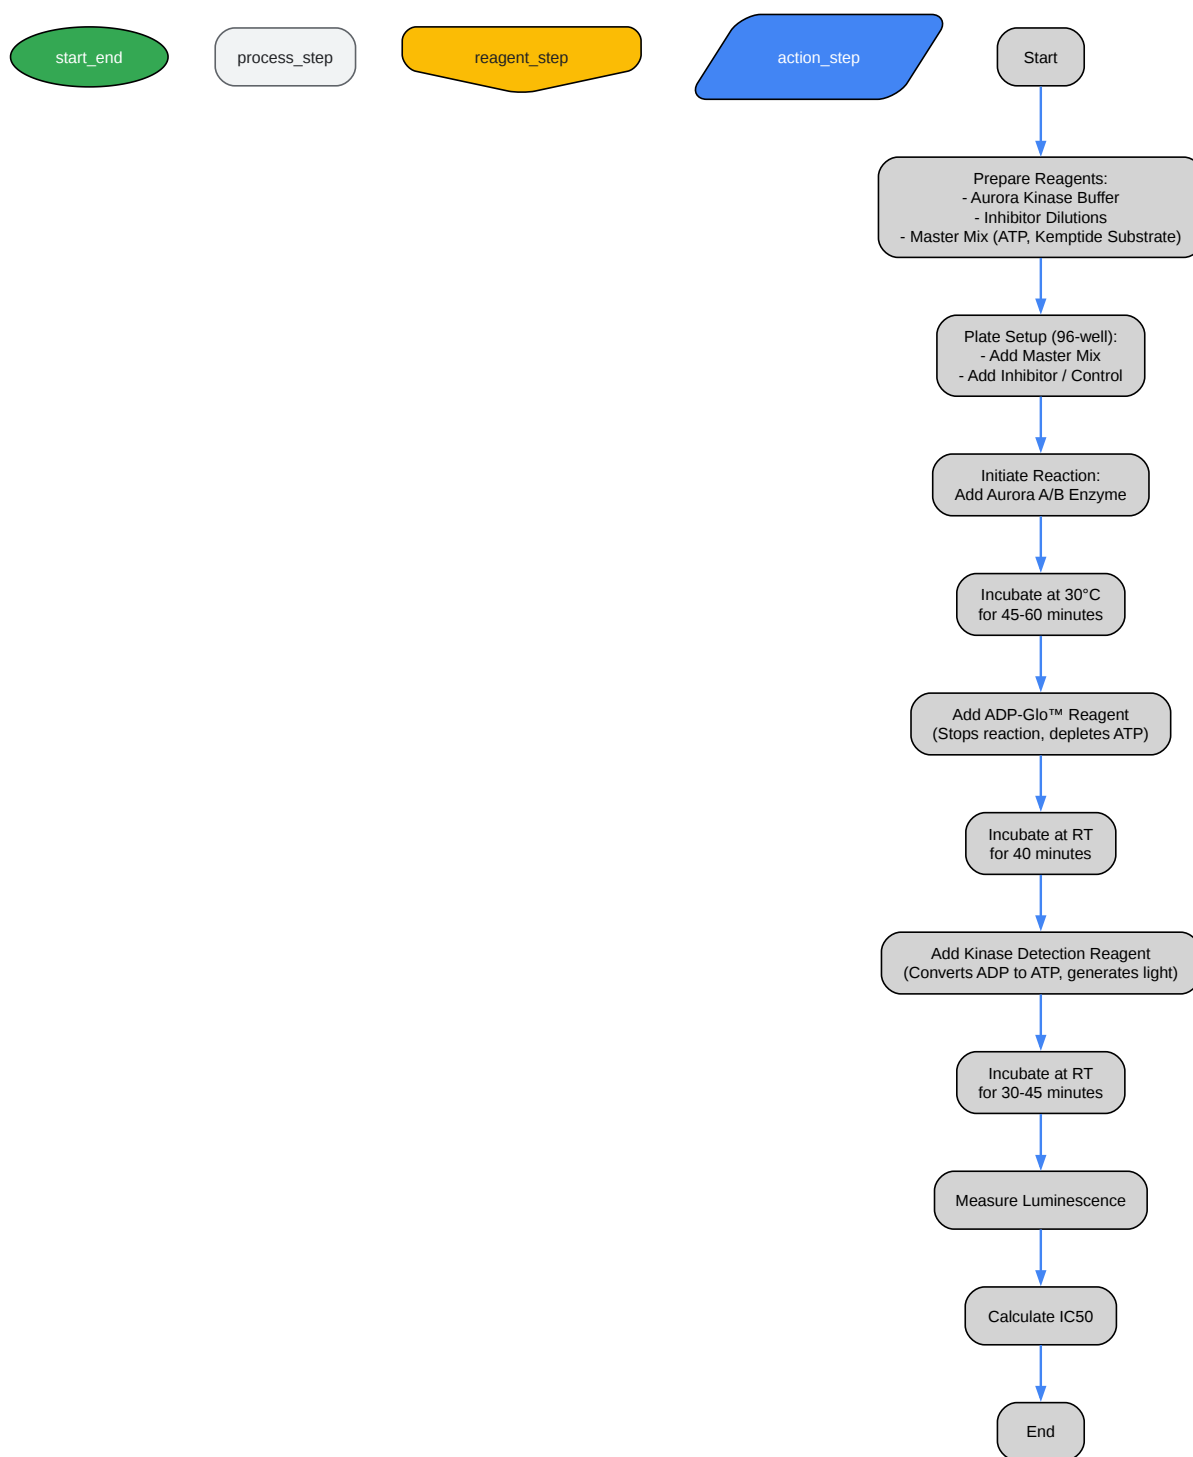 start_end
process_step
reagent_step
action_step
Start
Prepare Reagents:
- Aurora Kinase Buffer
- Inhibitor Dilutions
- Master Mix (ATP, Kemptide Substrate)
Plate Setup (96-well):
- Add Master Mix
- Add Inhibitor / Control
Initiate Reaction:
Add Aurora A/B Enzyme
Incubate at 30°C
for 45-60 minutes
Add ADP-Glo™ Reagent
(Stops reaction, depletes ATP)
Incubate at RT
for 40 minutes
Add Kinase Detection Reagent
(Converts ADP to ATP, generates light)
Incubate at RT
for 30-45 minutes
Measure Luminescence
Calculate IC50
End